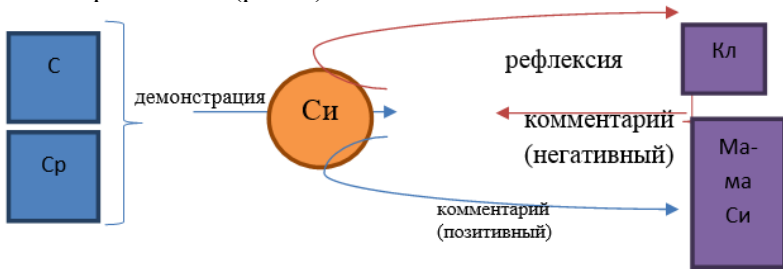 С
Ср
демонстрация
Си
рефлексия
Кл
комментарий
(негативный)
Ма-
ма
Си
комментарий
(позитивный)